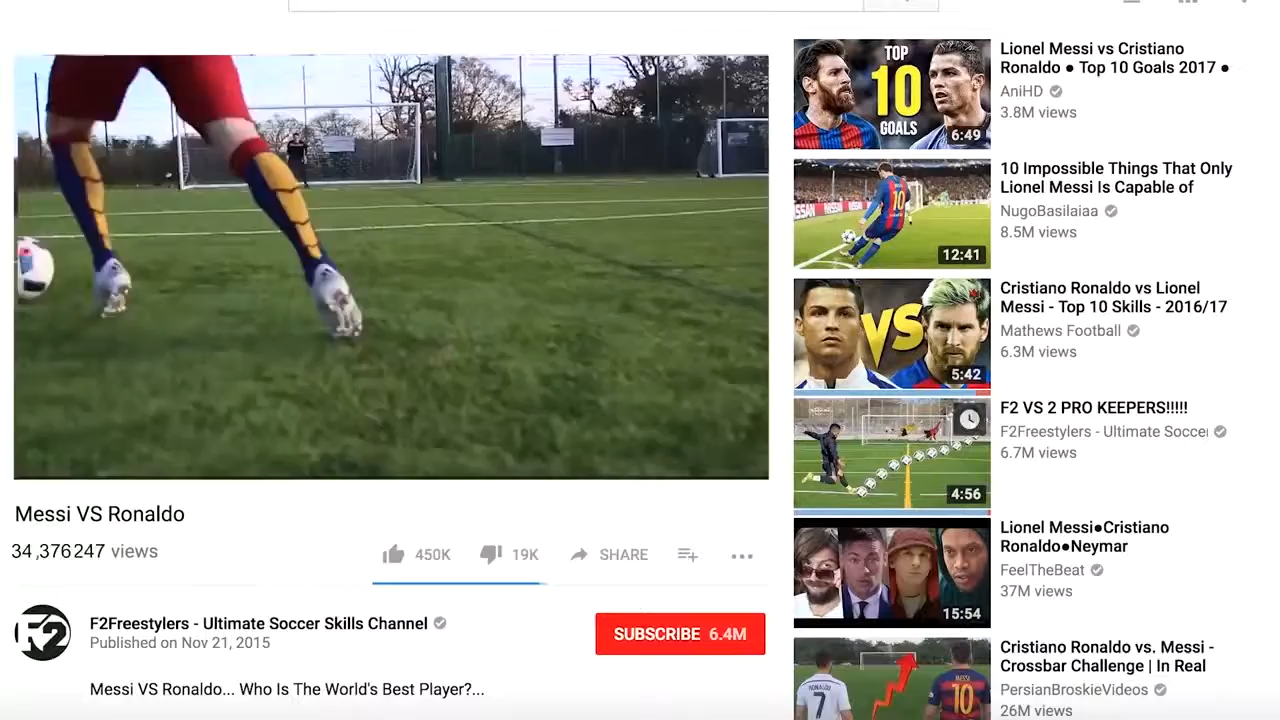 Messi VS Ronaldo
34,376247 views
450K
19K
SHARE
F2
F2Freestylers - Ultimate Soccer Skills Channel
Published on Nov 21, 2015
SUBSCRIBE 6.4M
Messi VS Ronaldo... Who Is The World's Best Player?...
TOP
10
GOALS
6:49
Lionel Messi vs Cristiano
Ronaldo ● Top 10 Goals 2017 ●
AniHD
3.8M views
10
12:41
10 Impossible Things That Only
Lionel Messi Is Capable of
NugoBasilaiaa
8.5M views
VS
5:42
Cristiano Ronaldo vs Lionel
Messi - Top 10 Skills - 2016/17
Mathews Football
6.3M views
4:56
F2 VS 2 PRO KEEPERS!!!!!
F2Freestylers - Ultimate Soccer
6.7M views
15:54
Lionel Messi●Cristiano
Ronaldo●Neymar
FeelTheBeat
37M views
RONALDO
7
MESSI
10
Cristiano Ronaldo vs. Messi -
Crossbar Challenge | In Real
PersianBroskieVideos
26M views